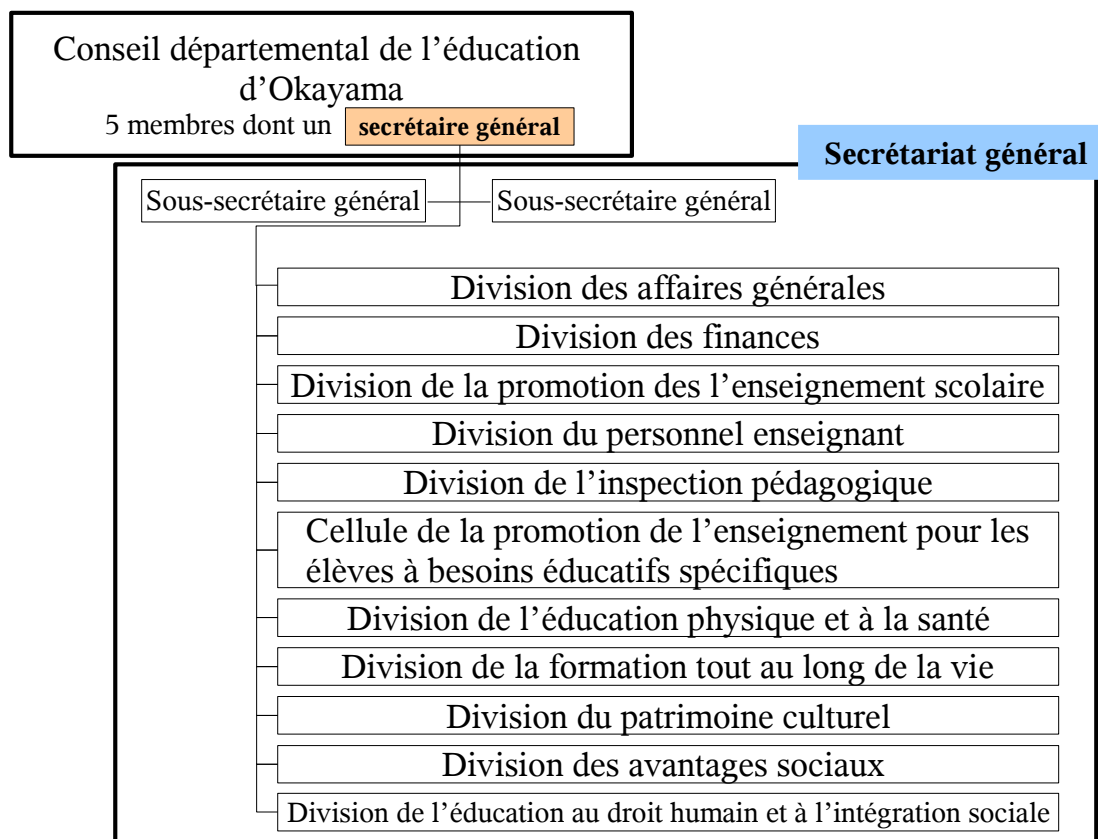 Conseil départemental de l’éducation
d’Okayama
5 membres dont un secrétaire général
Secrétariat général
Sous-secrétaire général Sous-secrétaire général
Division des affaires générales
Division des finances
Division de la promotion des l’enseignement scolaire
Division du personnel enseignant
Division de l’inspection pédagogique
Cellule de la promotion de l’enseignement pour les
élèves à besoins éducatifs spécifiques
Division de l’éducation physique et à la santé
Division de la formation tout au long de la vie
Division du patrimoine culturel
Division des avantages sociaux
Division de l’éducation au droit humain et à l’intégration sociale